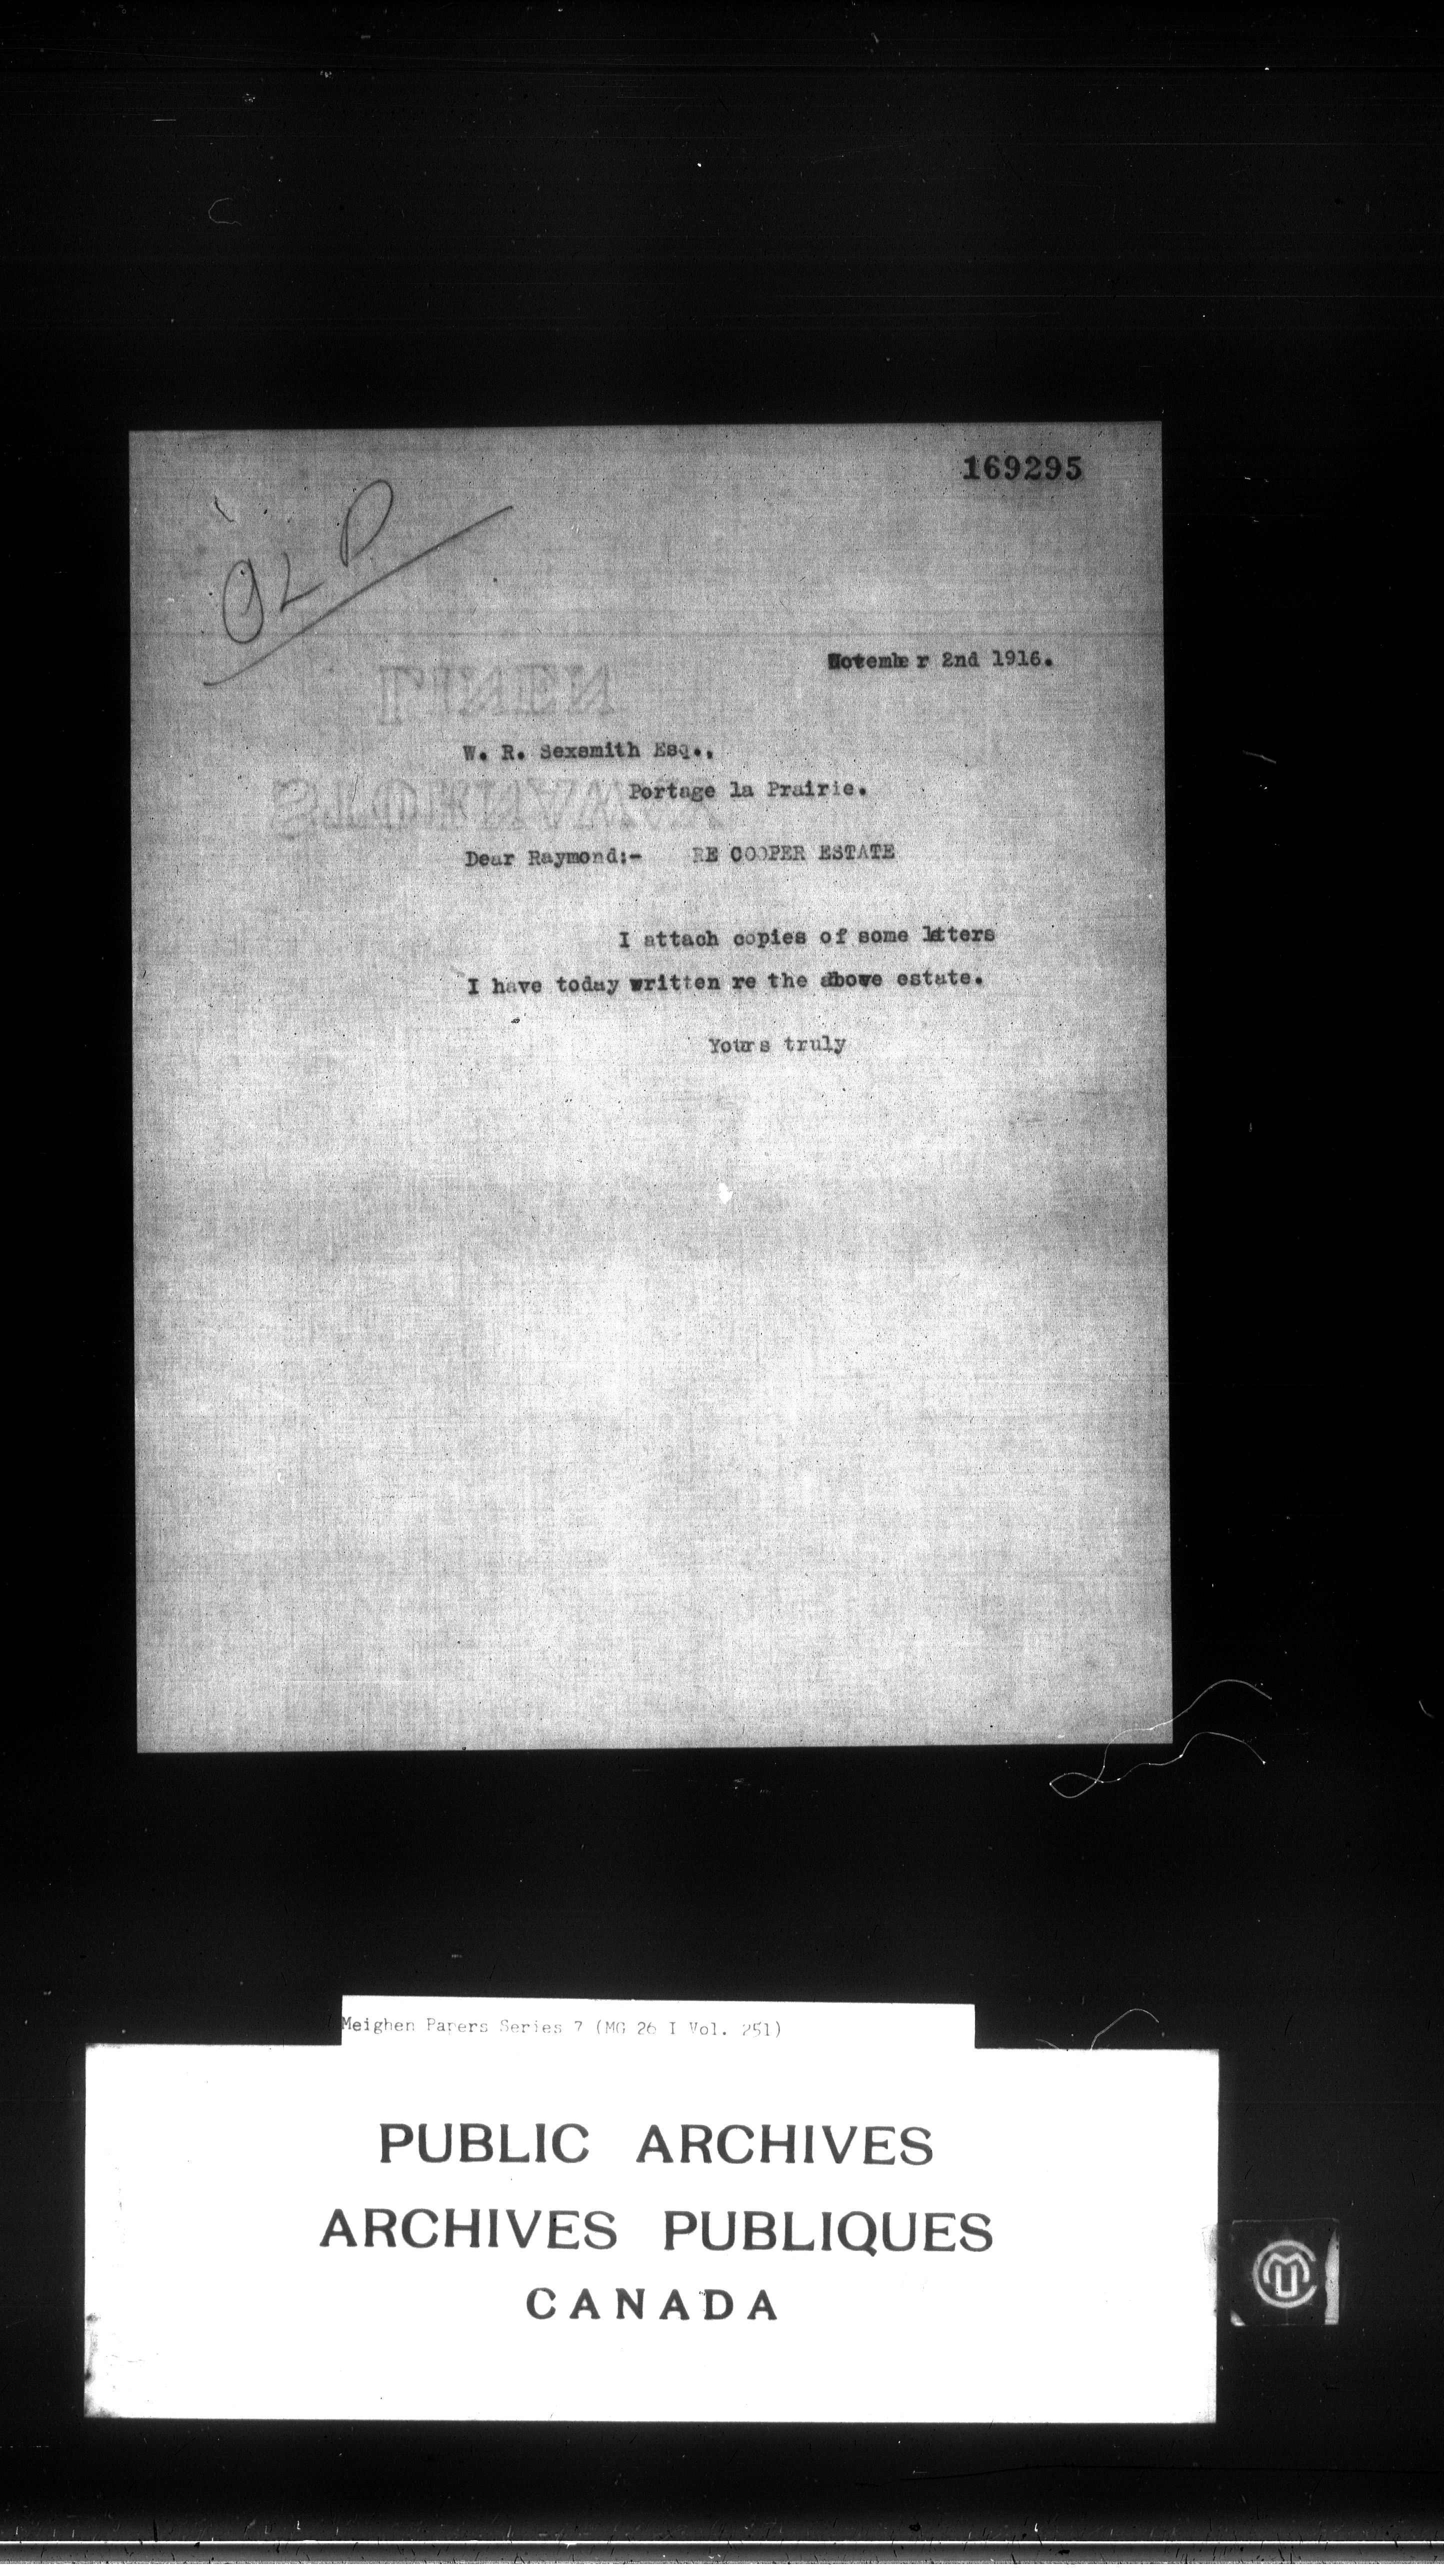 169295
November 2nd 1916.
W. R. Sexsmith Esq.,
Portage la Prairie.
Dear Raymond:- RE COOPER ESTATE
I attach copies of some letters
I have today written re the above estate.
Yours truly
Meighen Papers Series 7 (MG 26 I Vol. 251)
PUBLIC ARCHIVES
ARCHIVES PUBLIQUES
CANADA